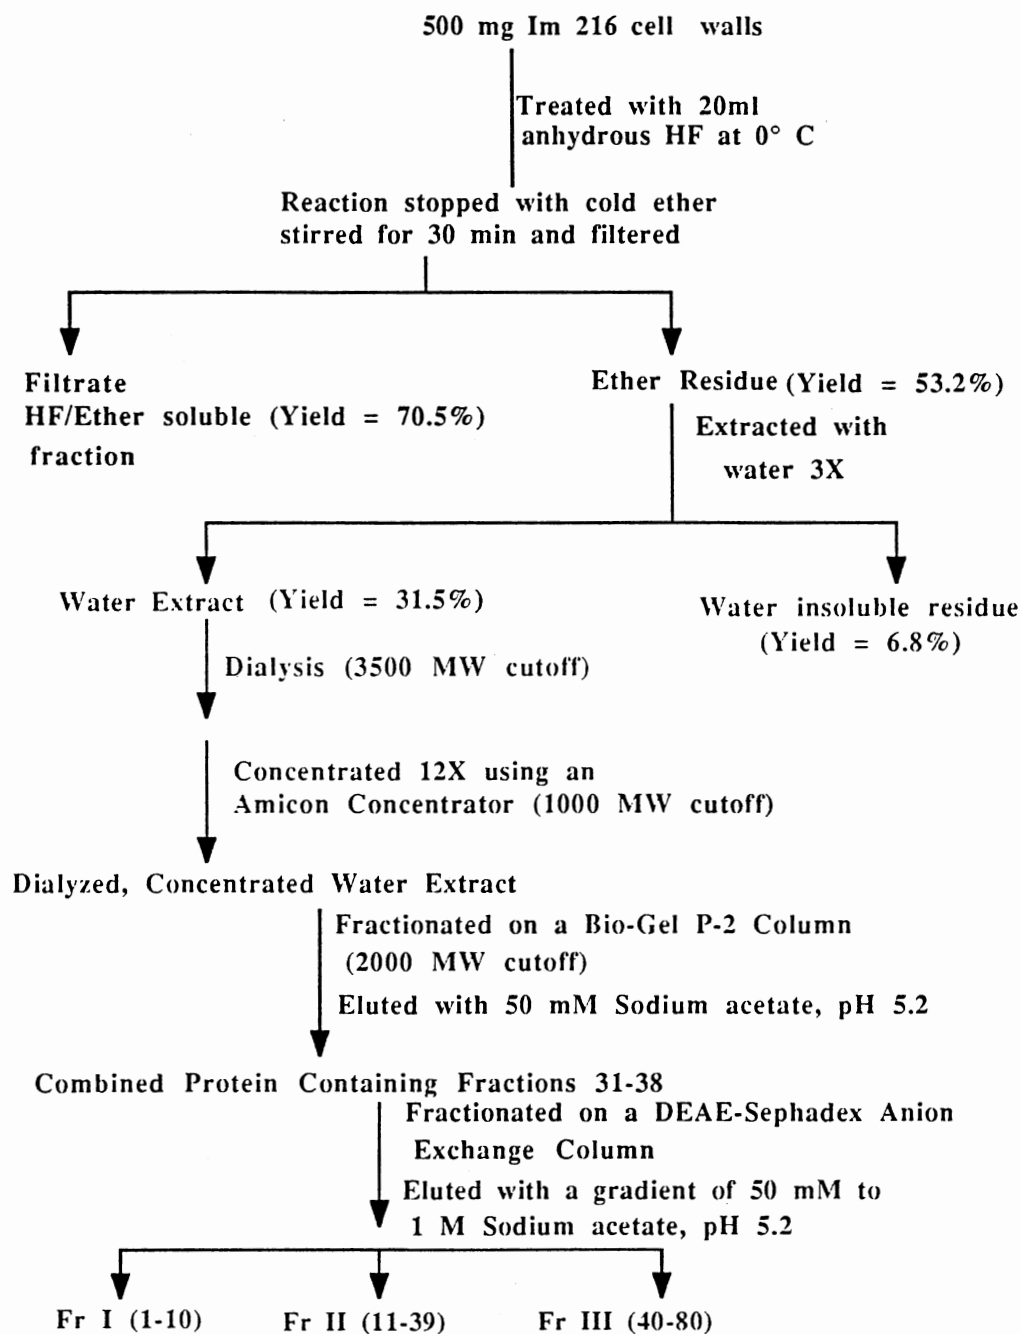 500 mg Im 216 cell walls
Treated with 20ml
anhydrous HF at 0° C
Reaction stopped with cold ether
stirred for 30 min and filtered
Filtrate
HF/Ether soluble (Yield = 70.5%)
fraction
Ether Residue (Yield = 53.2%)
Extracted with
water 3X
Water Extract (Yield = 31.5%)
Water insoluble residue
(Yield = 6.8%)
Dialysis (3500 MW cutoff)
Concentrated 12X using an
Amicon Concentrator (1000 MW cutoff)
Dialyzed, Concentrated Water Extract
Fractionated on a Bio-Gel P-2 Column
(2000 MW cutoff)
Eluted with 50 mM Sodium acetate, pH 5.2
Combined Protein Containing Fractions 31-38
Fractionated on a DEAE-Sephadex Anion
Exchange Column
Eluted with a gradient of 50 mM to
1 M Sodium acetate, pH 5.2
Fr I (1-10) Fr II (11-39) Fr III (40-80)